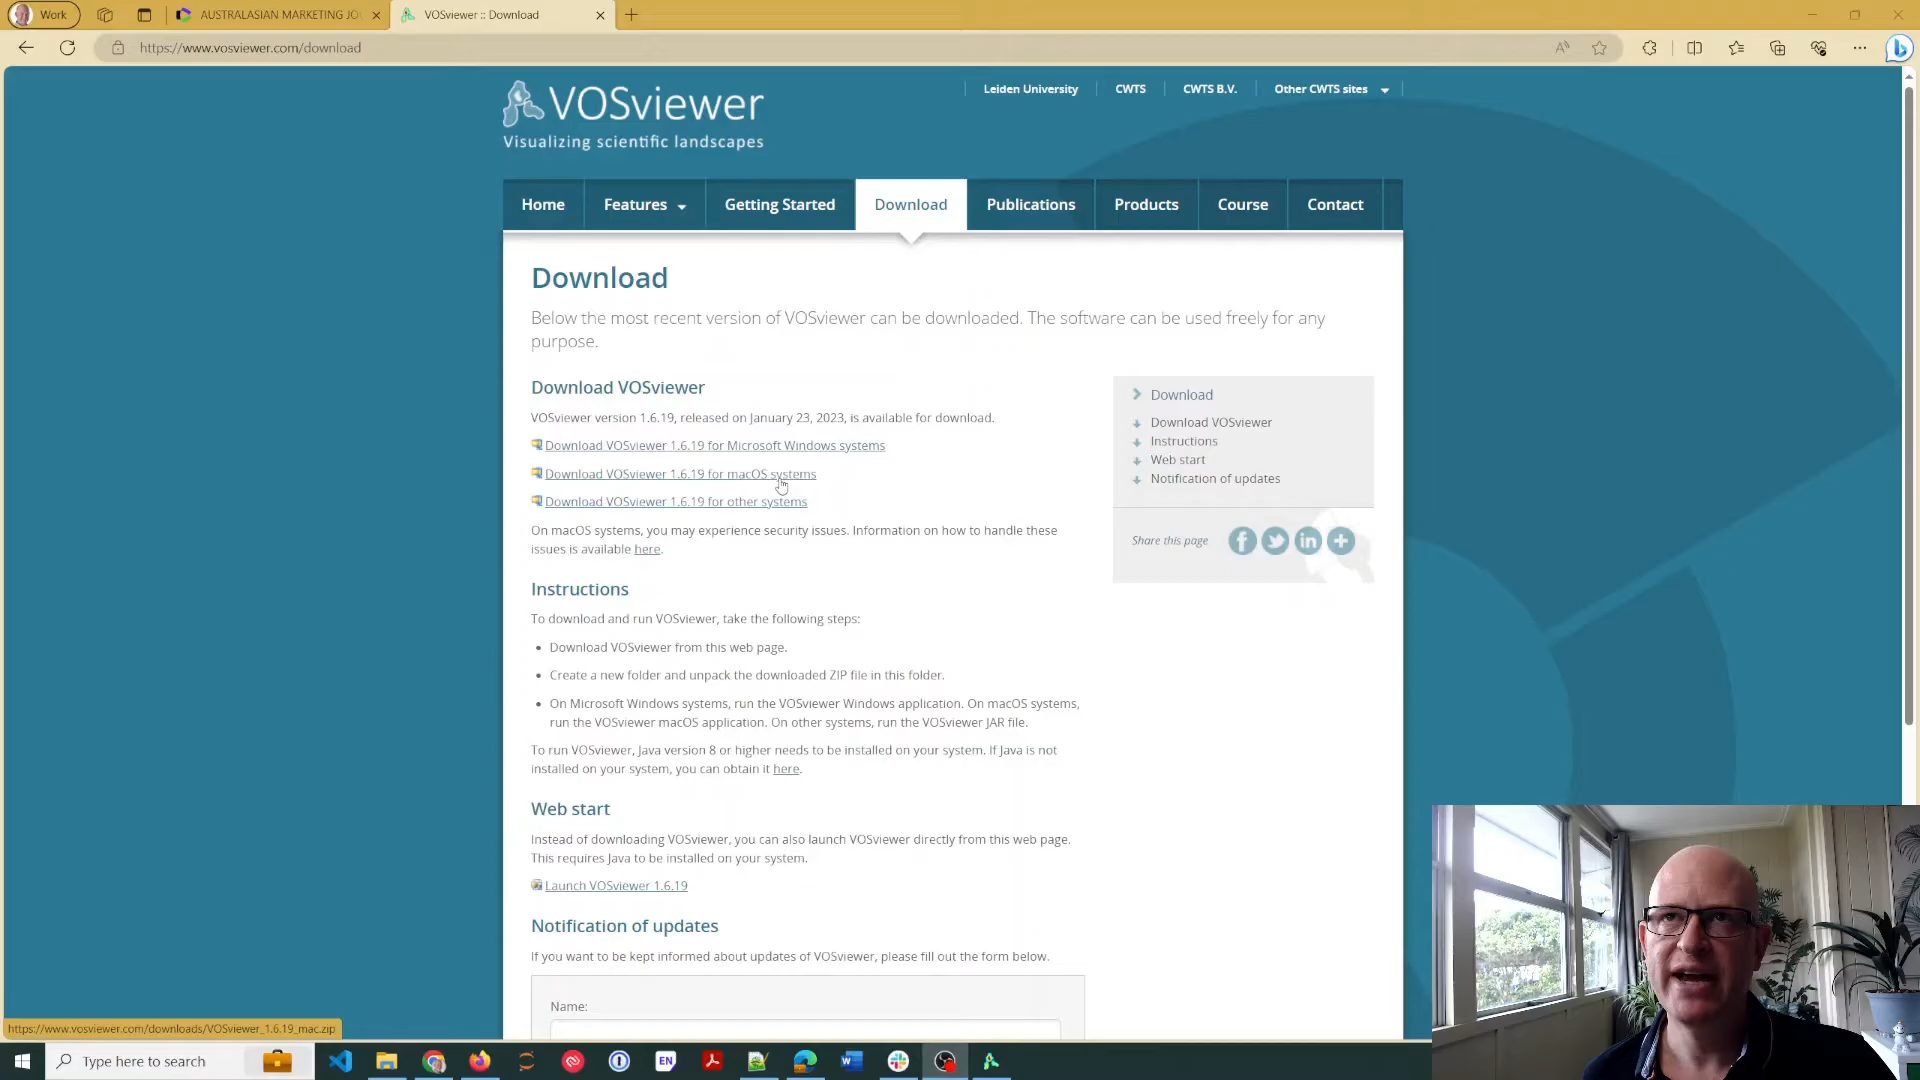 Work
AUSTRALASIAN MARKETING JO
VOSviewer :: Download
https://www.vosviewer.com/download
VOSviewer
Visualizing scientific landscapes
Leiden University
CWTS
CWTS B.V.
Other CWTS sites
Home
Features
Getting Started
Download
Publications
Products
Course
Contact
Download
Below the most recent version of VOSviewer can be downloaded. The software can be used freely for any
purpose.
Download VOSviewer
VOSviewer version 1.6.19, released on January 23, 2023, is available for download.
Download VOSviewer 1.6.19 for Microsoft Windows systems
Download VOSviewer 1.6.19 for macOS systems
Download VOSviewer 1.6.19 for other systems
On macOS systems, you may experience security issues. Information on how to handle these
issues is available here.
Instructions
To download and run VOSviewer, take the following steps:
• Download VOSviewer from this web page.
• Create a new folder and unpack the downloaded ZIP file in this folder.
• On Microsoft Windows systems, run the VOSviewer Windows application. On macOS systems,
run the VOSviewer macOS application. On other systems, run the VOSviewer JAR file.
To run VOSviewer, Java version 8 or higher needs to be installed on your system. If Java is not
installed on your system, you can obtain it here.
Web start
Instead of downloading VOSviewer, you can also launch VOSviewer directly from this web page.
This requires Java to be installed on your system.
Launch VOSviewer 1.6.19
Notification of updates
If you want to be kept informed about updates of VOSviewer, please fill out the form below.
Name:
Download
Download VOSviewer
Instructions
Web start
Notification of updates
Share this page
https://www.vosviewer.com/downloads/VOSviewer_1.6.19_mac.zip
Type here to search
EN